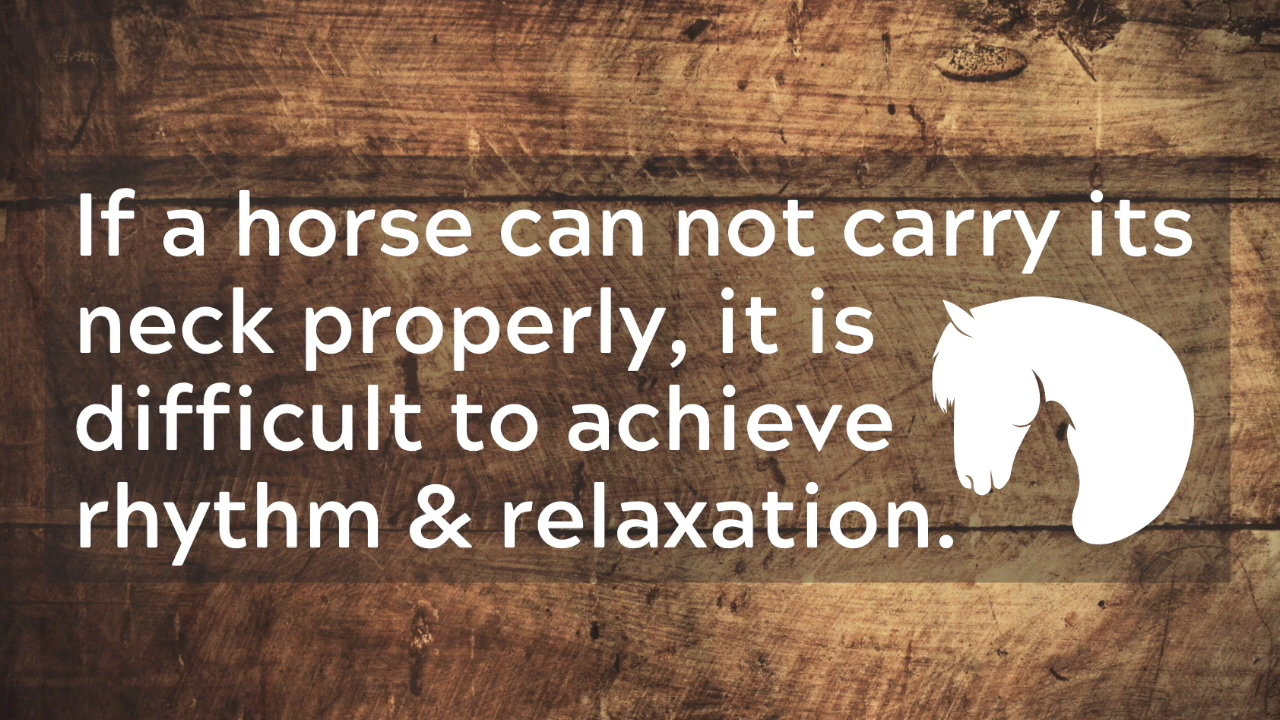 If a horse can not carry its
neck properly, it is
difficult to achieve
rhythm & relaxation.